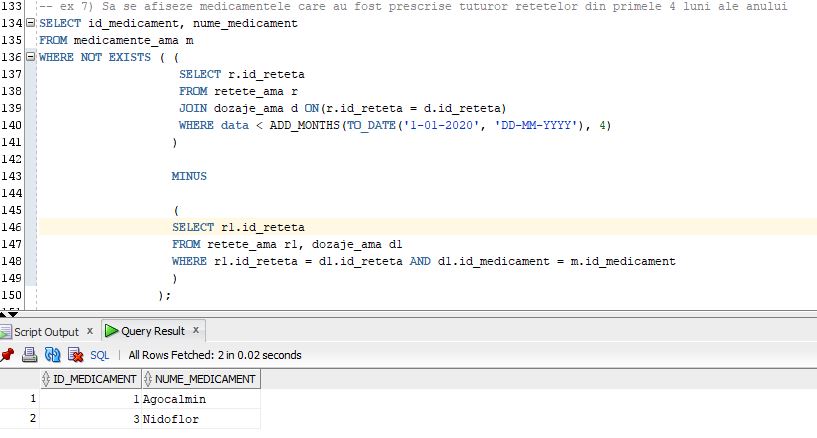 133 -- ex 7) Sa se afiseze medicamentele care au fost prescrise tuturor retetelor din primele 4 luni ale anului
134 SELECT id_medicament, nume_medicament
135 FROM medicamente_ama m
136 WHERE NOT EXISTS ( (
137 SELECT r.id_reteta
138 FROM retete_ama r
139 JOIN dozaje_ama d ON(r.id_reteta = d.id_reteta)
140 WHERE data < ADD_MONTHS(TO_DATE('1-01-2020', 'DD-MM-YYYY'), 4)
141 )
142
143 MINUS
144
145 (
146 SELECT r1.id_reteta
147 FROM retete_ama r1, dozaje_ama d1
148 WHERE r1.id_reteta = d1.id_reteta AND d1.id_medicament = m.id_medicament
149 )
150 );
Script Output x Query Result x
SQL | All Rows Fetched: 2 in 0.02 seconds
ID_MEDICAMENT NUME_MEDICAMENT
1 1 Agocalmin
2 3 Nidoflor